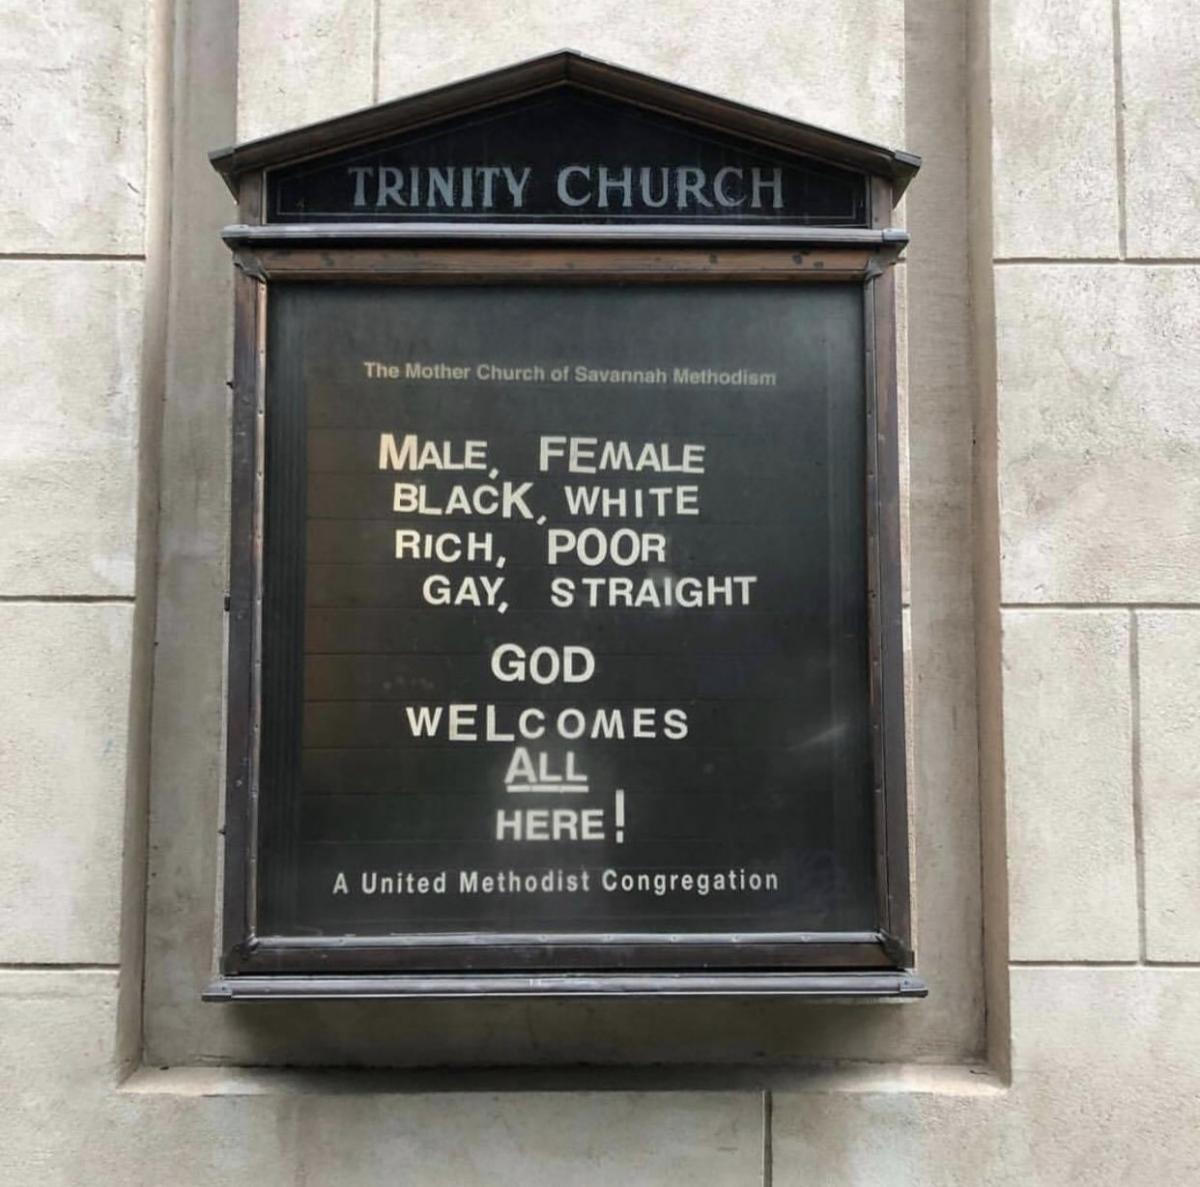 TRINITY CHURCH
The Mother Church of Savannah Methodism
MALE, FEMALE
BLACK, WHITE
RICH, POOR
GAY, STRAIGHT
GOD
WELCOMES
ALL
HERE!
A United Methodist Congregation